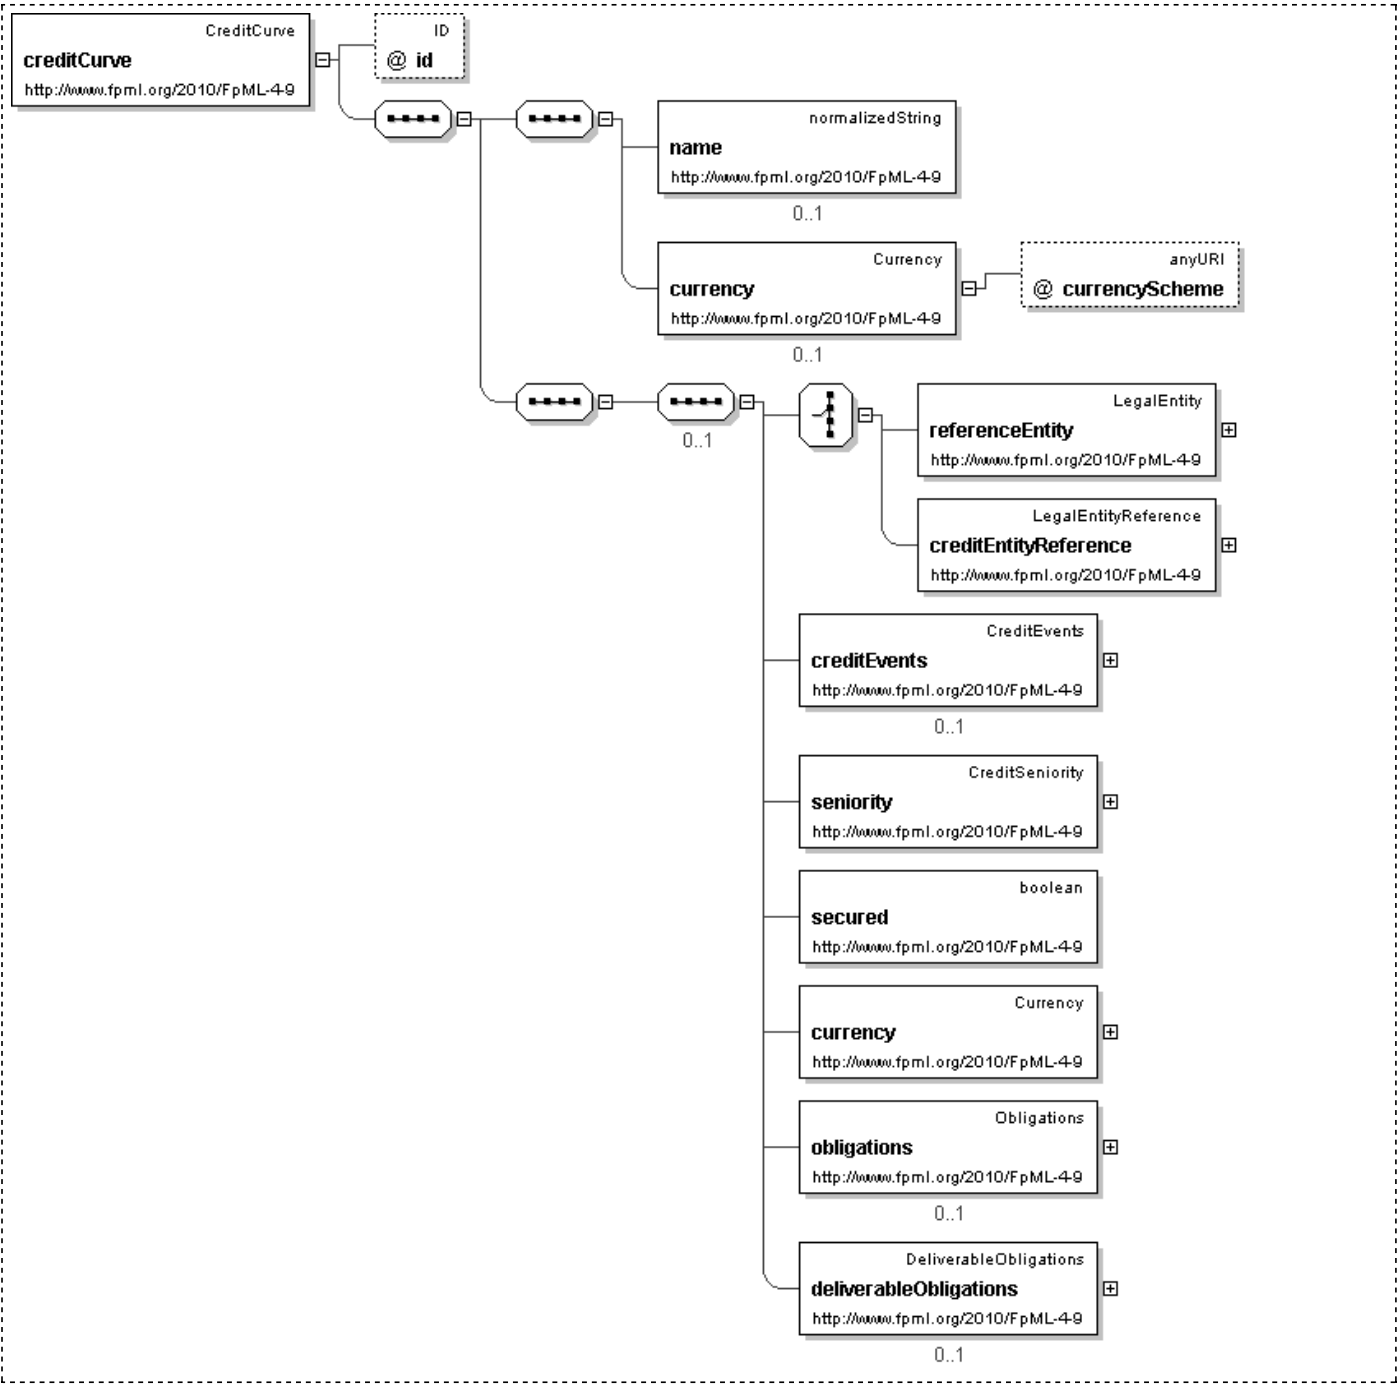 CreditCurve
creditCurve
http://www.fpml.org/2010/FpML-4-9
ID
@ id
normalizedString
name
http://www.fpml.org/2010/FpML-4-9
0..1
Currency
currency
http://www.fpml.org/2010/FpML-4-9
0..1
anyURI
@ currencyScheme
0..1
LegalEntity
referenceEntity
http://www.fpml.org/2010/FpML-4-9
LegalEntityReference
creditEntityReference
http://www.fpml.org/2010/FpML-4-9
CreditEvents
creditEvents
http://www.fpml.org/2010/FpML-4-9
0..1
CreditSeniority
seniority
http://www.fpml.org/2010/FpML-4-9
boolean
secured
http://www.fpml.org/2010/FpML-4-9
Currency
currency
http://www.fpml.org/2010/FpML-4-9
Obligations
obligations
http://www.fpml.org/2010/FpML-4-9
0..1
DeliverableObligations
deliverableObligations
http://www.fpml.org/2010/FpML-4-9
0..1